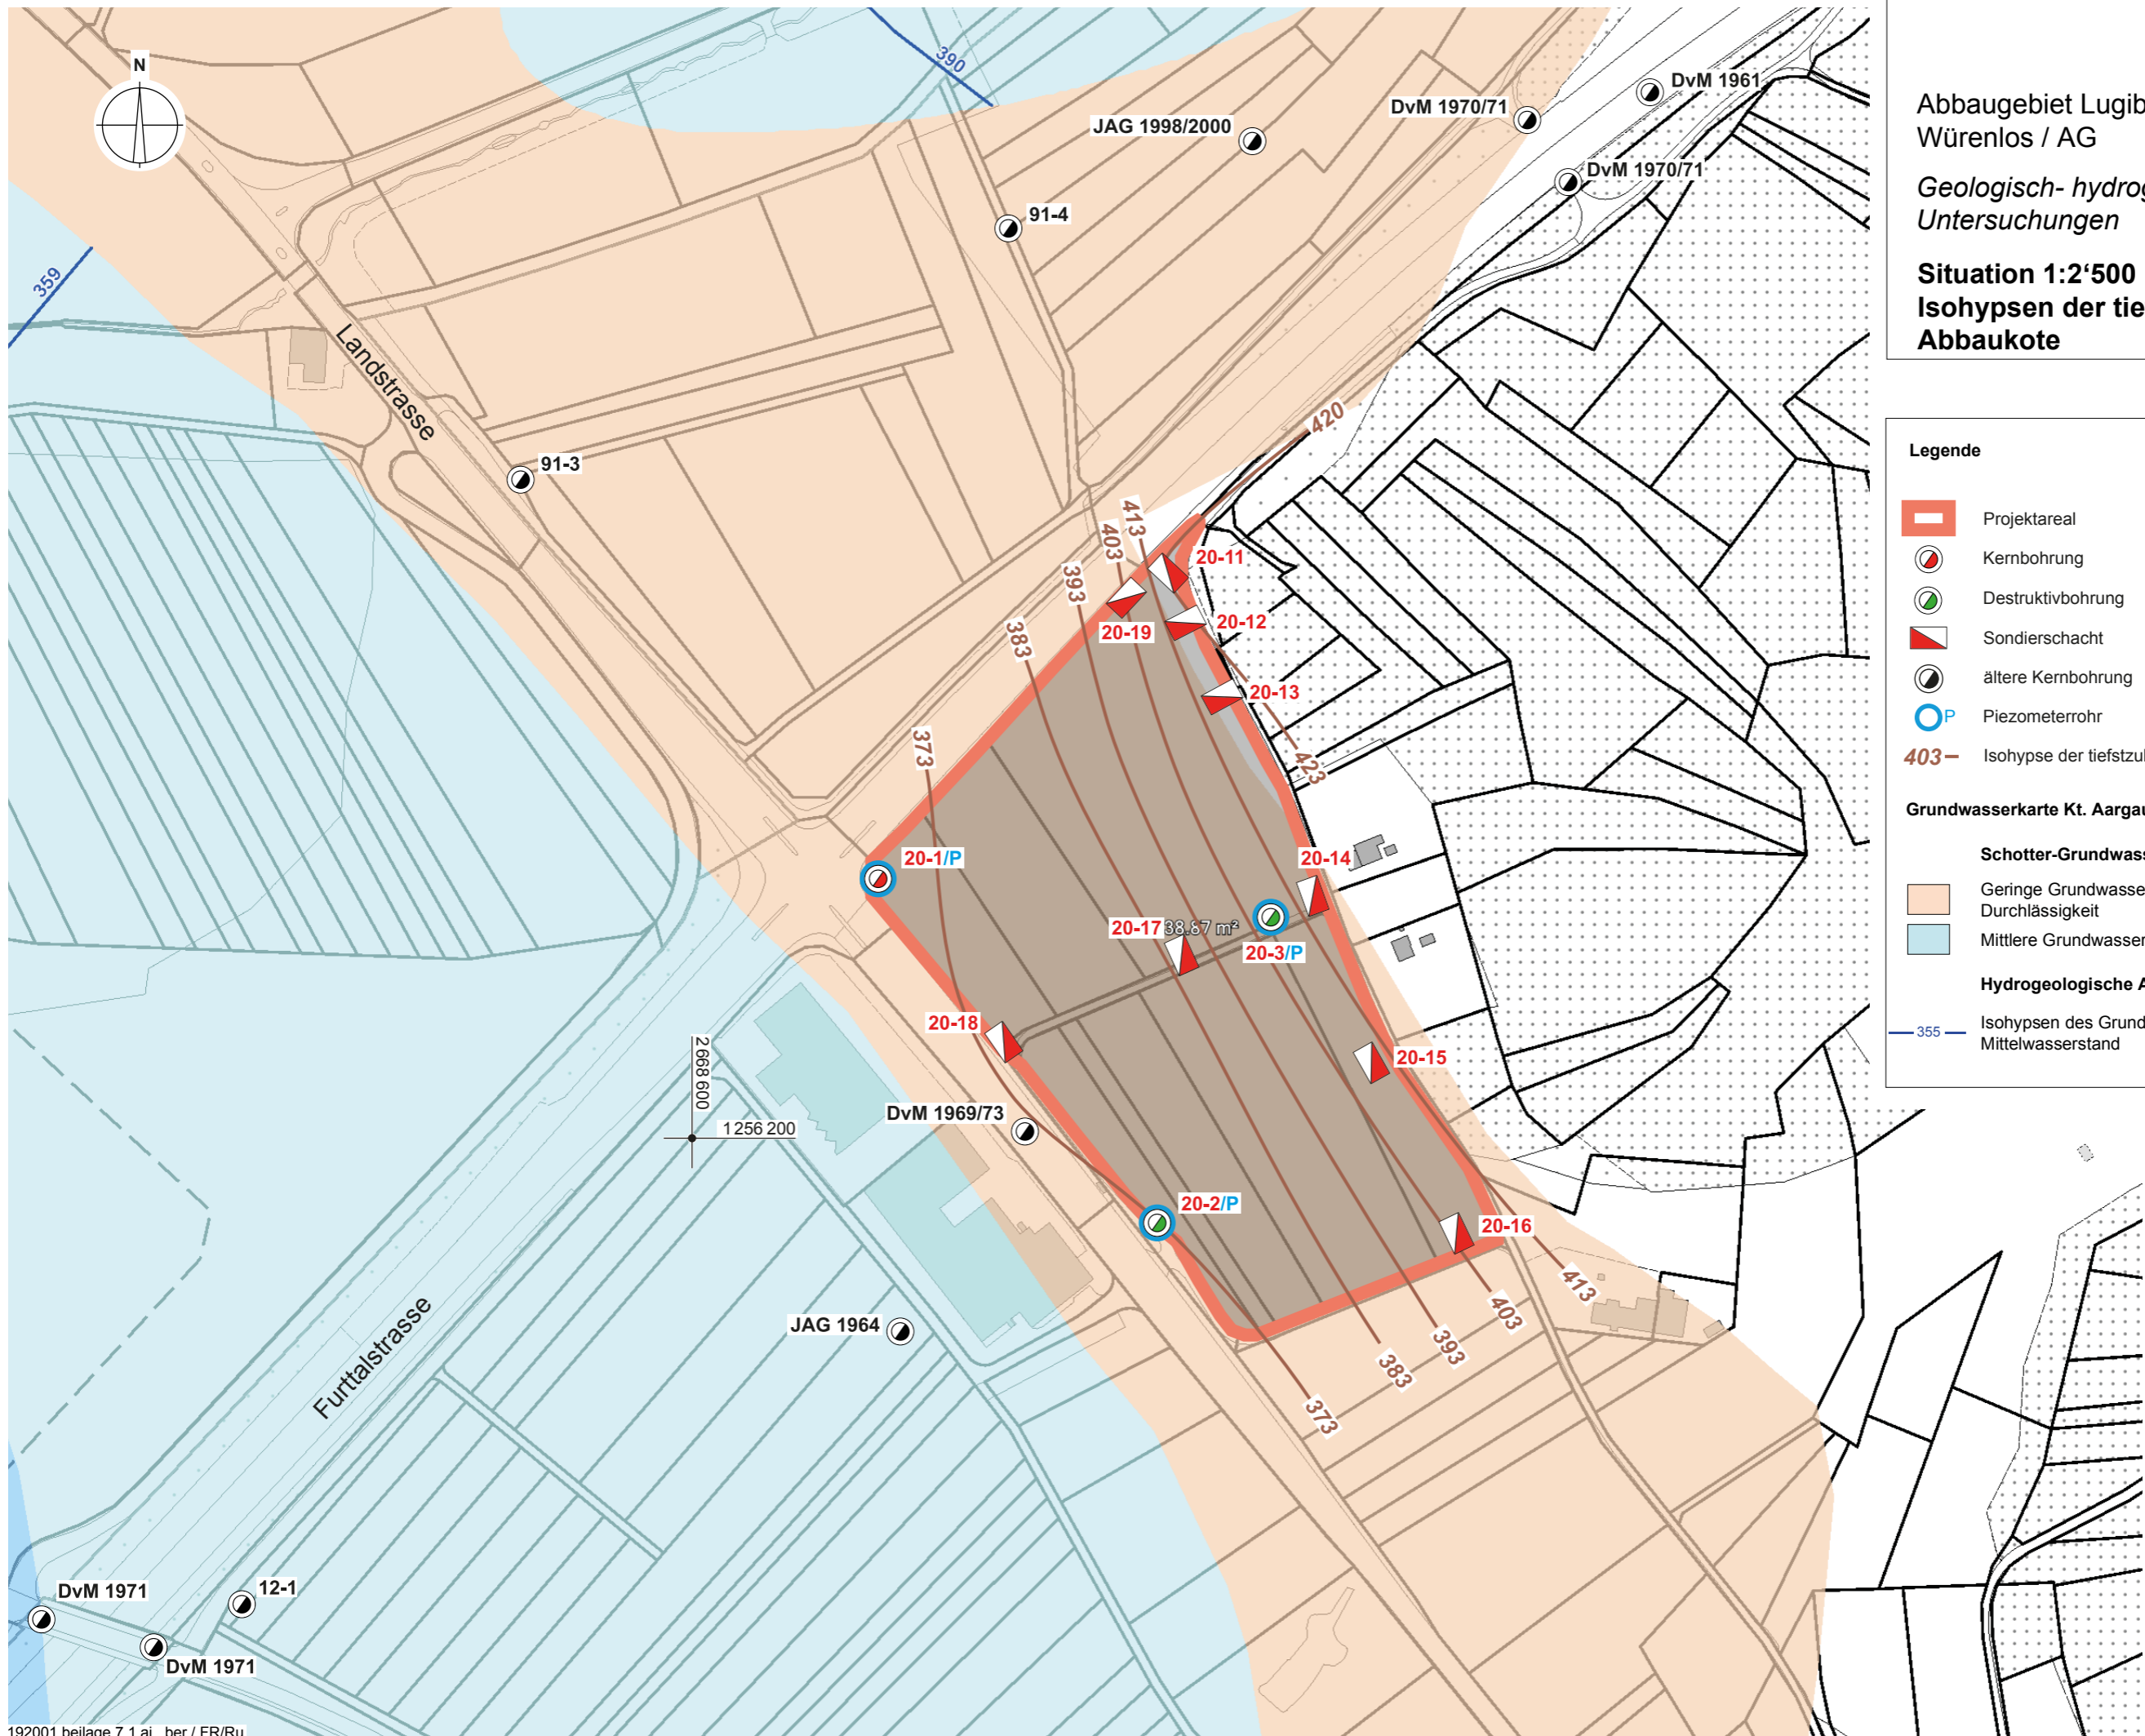 N
390
DvM 1961
DvM 1970/71
JAG 1998/2000
DvM 1970/71
91-4
359
Landstrasse
91-3
420
413
403
393
383
373
20-11
20-19
20-12
20-13
423
20-1/P
20-14
20-17
38.87 m²
20-3/P
20-18
20-15
2 668 600
1 256 200
DvM 1969/73
20-2/P
20-16
413
403
393
383
373
JAG 1964
Furttalstrasse
DvM 1971
12-1
DvM 1971
192001 beilage 7.1.ai ber / FR/Ru
Abbaugebiet Lugib
Würenlos / AG
Geologisch- hydrog
Untersuchungen
Situation 1:2‘500
Isohypsen der tie
Abbaukote
Legende
Projektareal
Kernbohrung
Destruktivbohrung
Sondierschacht
ältere Kernbohrung
P Piezometerrohr
403 Isohypse der tiefstzul
Grundwasserkarte Kt. Aargau
Schotter-Grundwass
Geringe Grundwasse
Durchlässigkeit
Mittlere Grundwasser
Hydrogeologische A
355 Isohypsen des Grund
Mittelwasserstand